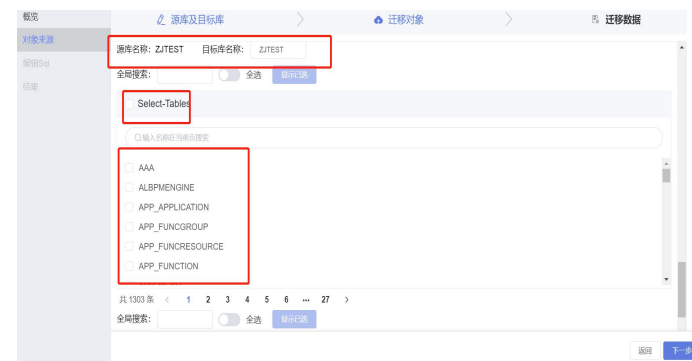 概览
源库及目标库
迁移对象
迁移数据
对象来源
编辑Sql
结果
源库名称: ZJTEST 目标库名称: ZJTEST
全局搜索: 全选 显示已选
Select-Tables
输入名称在当前页搜索
AAA
ALBPMENGINE
APP_APPLICATION
APP_FUNCGROUP
APP_FUNCRESOURCE
APP_FUNCTION
共 1303 条 < 1 2 3 4 5 6 ... 27 >
全局搜索: 全选 显示已选
返回 下一步